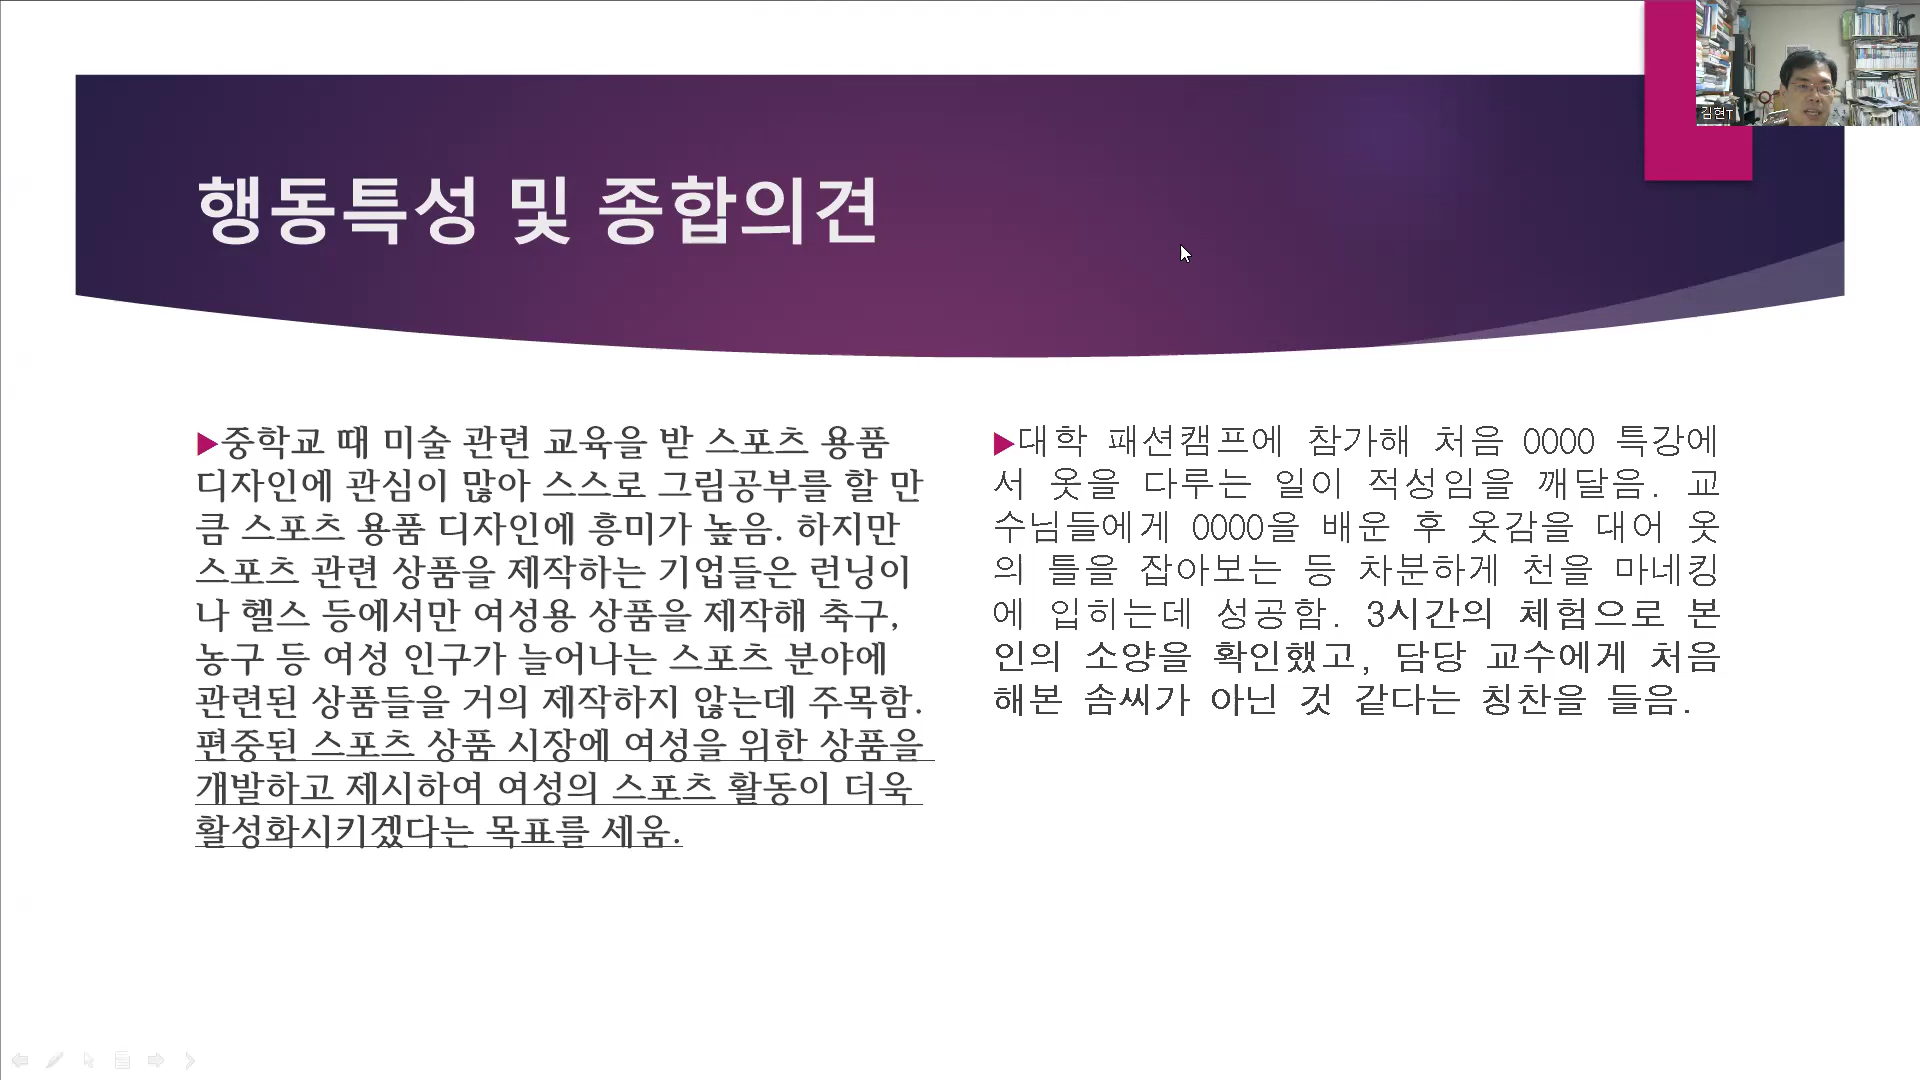 행동특성 및 종합의견
김현T
▶중학교 때 미술 관련 교육을 받 스포츠 용품
디자인에 관심이 많아 스스로 그림공부를 할 만
큼 스포츠 용품 디자인에 흥미가 높음. 하지만
스포츠 관련 상품을 제작하는 기업들은 런닝이
나 헬스 등에서만 여성용 상품을 제작해 축구,
농구 등 여성 인구가 늘어나는 스포츠 분야에
관련된 상품들을 거의 제작하지 않는데 주목함.
편중된 스포츠 상품 시장에 여성을 위한 상품을
개발하고 제시하여 여성의 스포츠 활동이 더욱
활성화시키겠다는 목표를 세움.
▶대학 패션캠프에 참가해 처음 0000 특강에
서 옷을 다루는 일이 적성임을 깨달음. 교
수님들에게 0000을 배운 후 옷감을 대어 옷
의 틀을 잡아보는 등 차분하게 천을 마네킹
에 입히는데 성공함. 3시간의 체험으로 본
인의 소양을 확인했고, 담당 교수에게 처음
해본 솜씨가 아닌 것 같다는 칭찬을 들음.